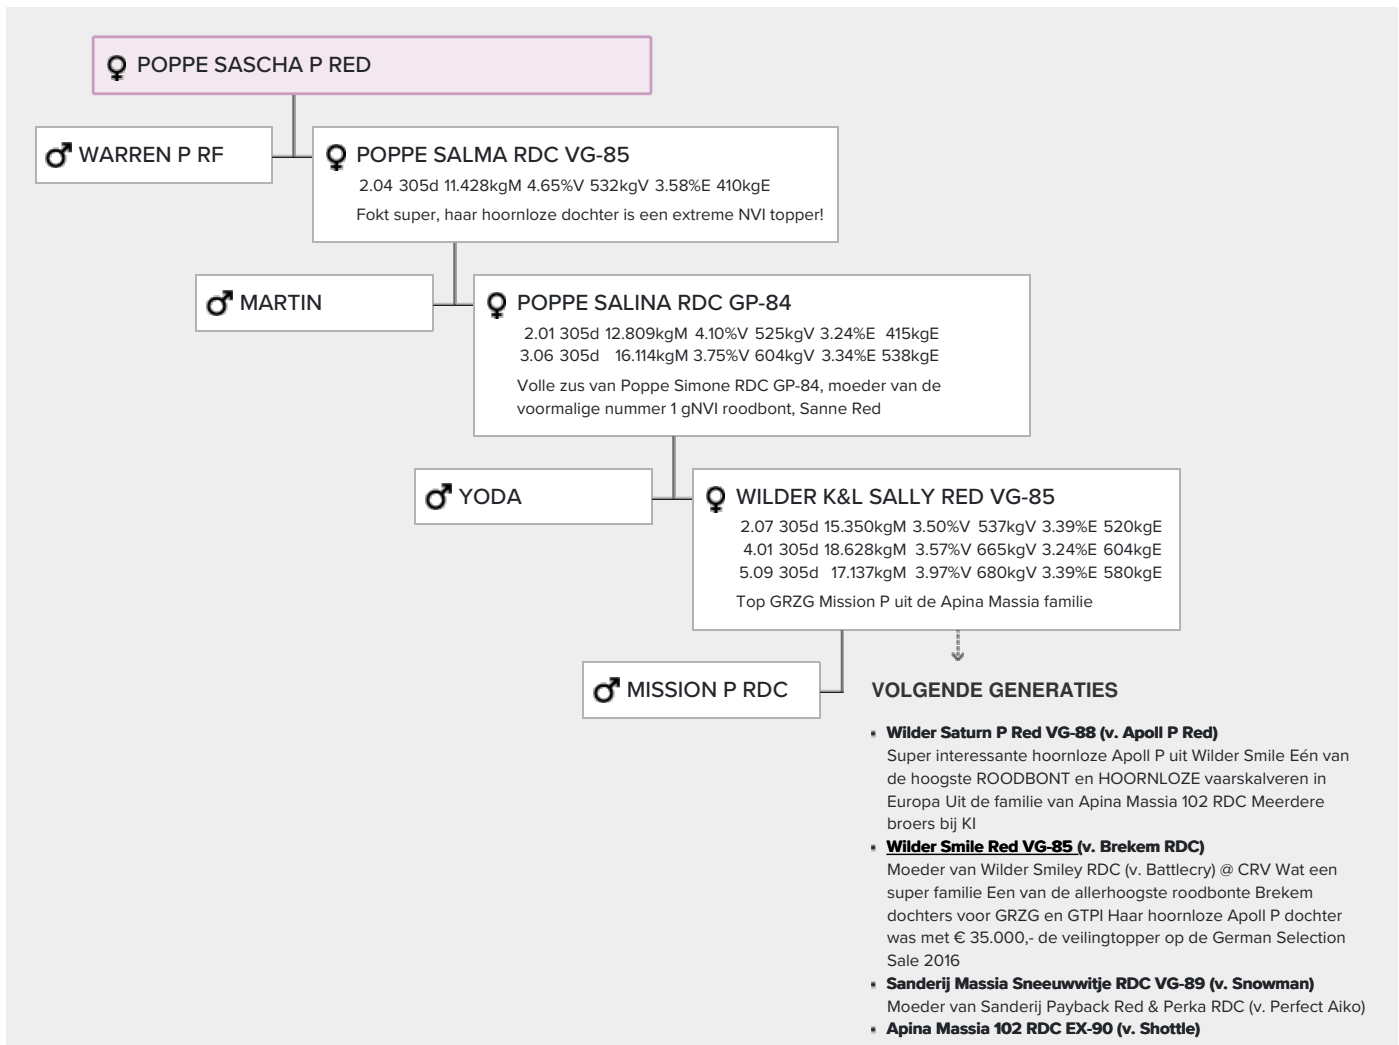 POPPE SASCHA P RED
WARREN P RF
POPPE SALMA RDC VG-85
2.04 305d 11.428kgM 4.65%V 532kgV 3.58%E 410kgE
Fokt super, haar hoornloze dochter is een extreme NVI topper!
MARTIN
POPPE SALINA RDC GP-84
2.01 305d 12.809kgM 4.10%V 525kgV 3.24%E 415kgE
3.06 305d 16.114kgM 3.75%V 604kgV 3.34%E 538kgE
Volle zus van Poppe Simone RDC GP-84, moeder van de
voormalige nummer 1 gNVI roodbont, Sanne Red
YODA
WILDER K&L SALLY RED VG-85
2.07 305d 15.350kgM 3.50%V 537kgV 3.39%E 520kgE
4.01 305d 18.628kgM 3.57%V 665kgV 3.24%E 604kgE
5.09 305d 17.137kgM 3.97%V 680kgV 3.39%E 580kgE
Top GRZG Mission P uit de Apina Massia familie
MISSION P RDC
VOLGENDE GENERATIES
Wilder Saturn P Red VG-88 (v. Apoll P Red)
Super interessante hoornloze Apoll P uit Wilder Smile Eén van
de hoogste ROODBONT en HOORNLOZE vaarskalveren in
Europa Uit de familie van Apina Massia 102 RDC Meerdere
broers bij KI
Wilder Smile Red VG-85 (v. Brekem RDC)
Moeder van Wilder Smiley RDC (v. Battlecry) @ CRV Wat een
super familie Een van de allerhoogste roodbonte Brekem
dochters voor GRZG en GTPI Haar hoornloze Apoll P dochter
was met € 35.000,- de veilingtopper op de German Selection
Sale 2016
Sanderij Massia Sneeuwwitje RDC VG-89 (v. Snowman)
Moeder van Sanderij Payback Red & Perka RDC (v. Perfect Aiko)
Apina Massia 102 RDC EX-90 (v. Shottle)